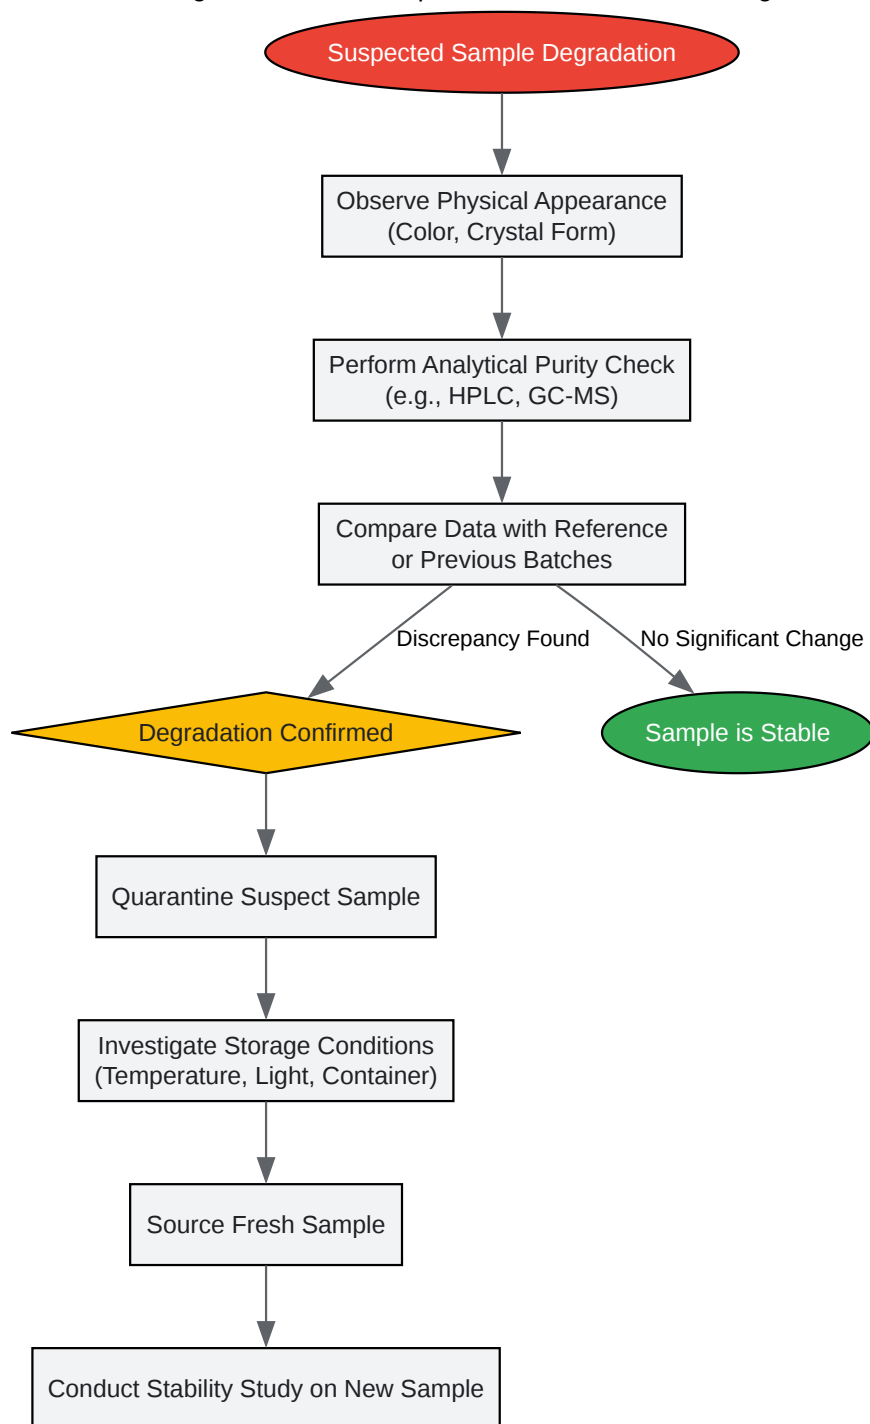 Suspected Sample Degradation
Observe Physical Appearance
(Color, Crystal Form)
Perform Analytical Purity Check
(e.g., HPLC, GC-MS)
Compare Data with Reference
or Previous Batches
Discrepancy Found
No Significant Change
Degradation Confirmed
Sample is Stable
Quarantine Suspect Sample
Investigate Storage Conditions
(Temperature, Light, Container)
Source Fresh Sample
Conduct Stability Study on New Sample